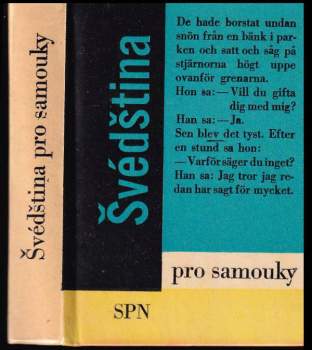 Švédština pro samouky
Švédština
De hade borstat undan
snön från en bänk i par-
ken och satt och såg på
stjärnorna högt uppe
ovanför grenarna.
Hon sa: — Vill du gifta
dig med mig?
Han sa: — Ja.
Sen blev det tyst. Efter
en stund sa hon:
— Varför säger du inget?
Han sa: Jag tror jag re-
dan har sagt för mycket.
pro samouky
SPN